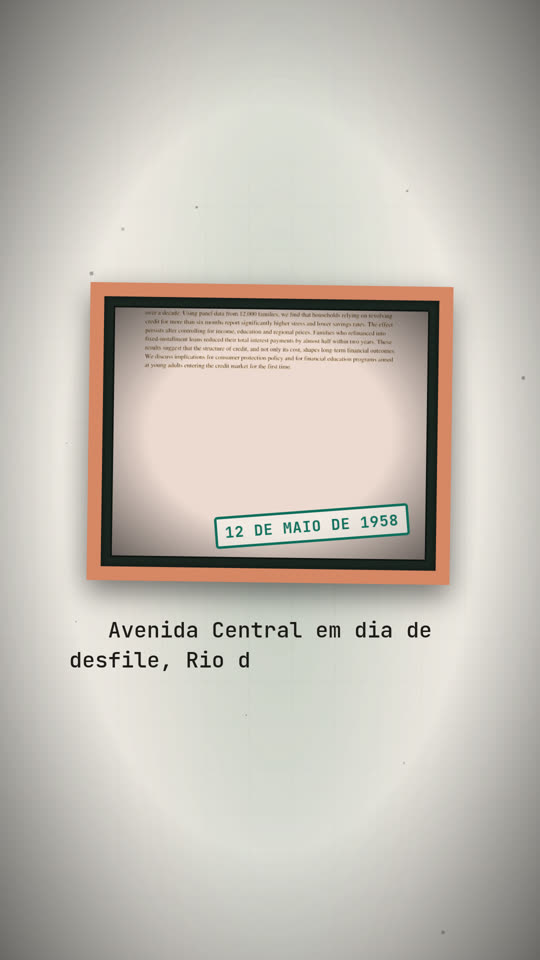 over a decade. Using panel data from 12,000 families, we find that households relying on revolving
credit for more than six months report significantly higher stress and lower savings rates. The effect
persists after controlling for income, education and regional prices. Families who refinanced into
fixed installment loans reduced their total interest payments by almost half within two years. These
results suggest that the structure of credit, and not only its cost, shapes long-term financial outcomes.
We discuss implications for consumer protection policy and for financial education programs aimed
at young adults entering the credit market for the first time.
12 DE MAIO DE 1958
Avenida Central em dia de
desfile, Rio d